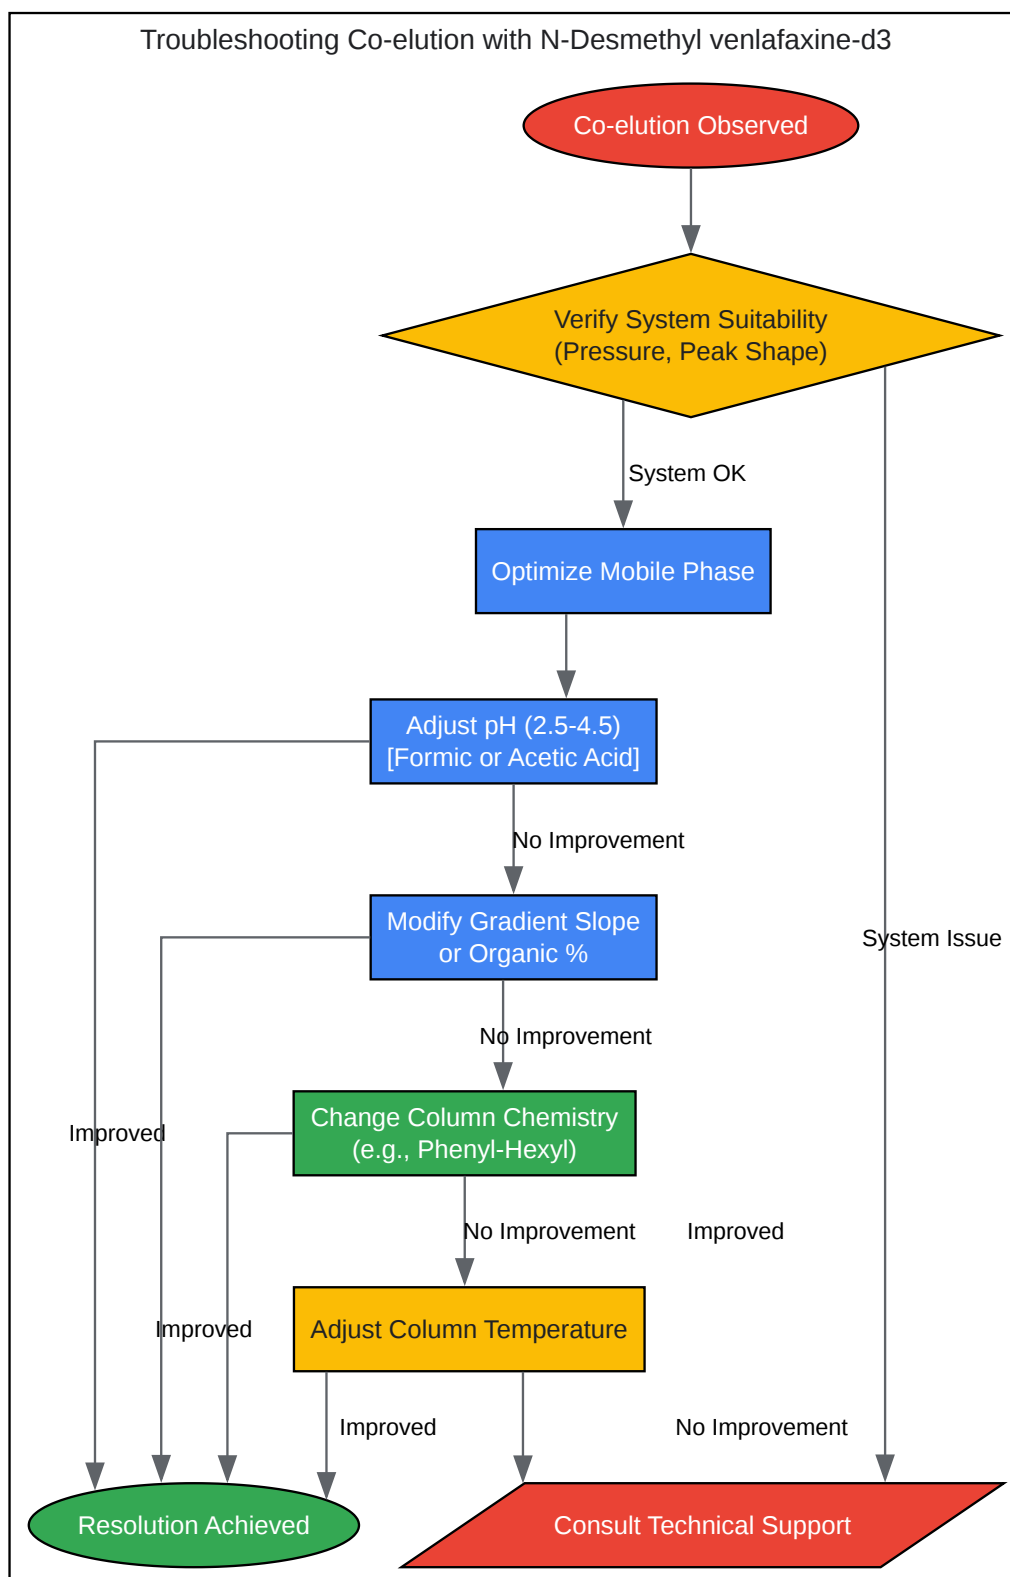 Troubleshooting Co-elution with N-Desmethyl venlafaxine-d3
Co-elution Observed
Verify System Suitability
(Pressure, Peak Shape)
System OK
Optimize Mobile Phase
Adjust pH (2.5-4.5)
[Formic or Acetic Acid]
No Improvement
Modify Gradient Slope
or Organic %
System Issue
No Improvement
Change Column Chemistry
(e.g., Phenyl-Hexyl)
Improved
No Improvement
Improved
Adjust Column Temperature
Improved
Improved
No Improvement
Resolution Achieved
Consult Technical Support